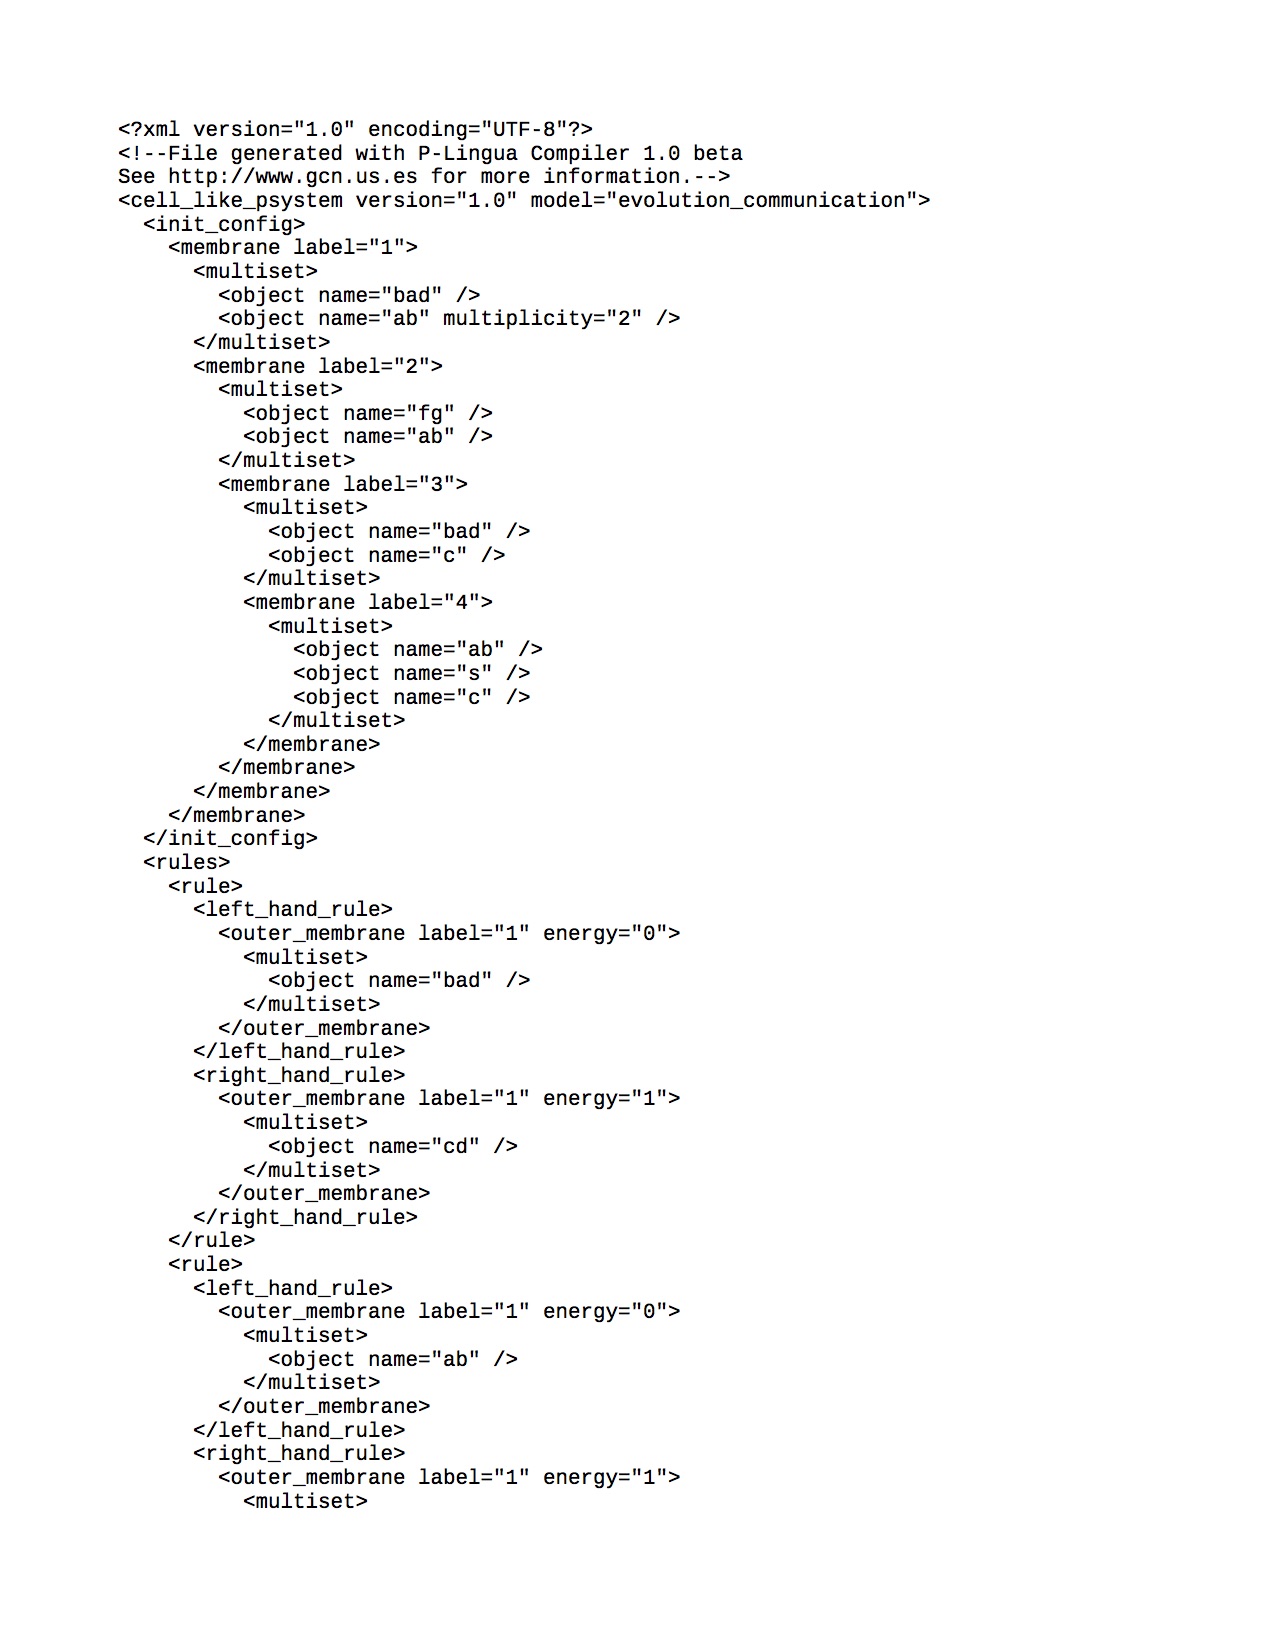 <?xml version="1.0" encoding="UTF-8"?>
<!--File generated with P-Lingua Compiler 1.0 beta
See http://www.gcn.us.es for more information.-->
<cell_like_psystem version="1.0" model="evolution_communication">
  <init_config>
    <membrane label="1">
      <multiset>
        <object name="bad" />
        <object name="ab" multiplicity="2" />
      </multiset>
      <membrane label="2">
        <multiset>
          <object name="fg" />
          <object name="ab" />
        </multiset>
        <membrane label="3">
          <multiset>
            <object name="bad" />
            <object name="c" />
          </multiset>
          <membrane label="4">
            <multiset>
              <object name="ab" />
              <object name="s" />
              <object name="c" />
            </multiset>
          </membrane>
        </membrane>
      </membrane>
    </membrane>
  </init_config>
  <rules>
    <rule>
      <left_hand_rule>
        <outer_membrane label="1" energy="0">
          <multiset>
            <object name="bad" />
          </multiset>
        </outer_membrane>
      </left_hand_rule>
      <right_hand_rule>
        <outer_membrane label="1" energy="1">
          <multiset>
            <object name="cd" />
          </multiset>
        </outer_membrane>
      </right_hand_rule>
    </rule>
    <rule>
      <left_hand_rule>
        <outer_membrane label="1" energy="0">
          <multiset>
            <object name="ab" />
          </multiset>
        </outer_membrane>
      </left_hand_rule>
      <right_hand_rule>
        <outer_membrane label="1" energy="1">
          <multiset>